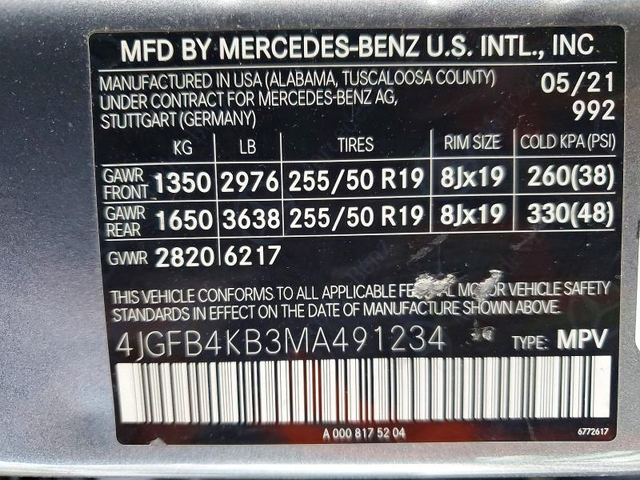 MFD BY MERCEDES-BENZ U.S. INTL., INC
MANUFACTURED IN USA (ALABAMA, TUSCALOOSA COUNTY) 05/21
UNDER CONTRACT FOR MERCEDES-BENZ AG, 992
STUTTGART (GERMANY)
KG LB TIRES RIM SIZE COLD KPA (PSI)
GAWR FRONT 1350 2976 255/50 R19 8Jx19 260(38)
GAWR REAR 1650 3638 255/50 R19 8Jx19 330(48)
GVWR 2820 6217
THIS VEHICLE CONFORMS TO ALL APPLICABLE FEDERAL MOTOR VEHICLE SAFETY
STANDARDS IN EFFECT ON THE DATE OF MANUFACTURE SHOWN ABOVE.
4JGFB4KB3MA491234 TYPE: MPV
A 000 817 52 04 6772617